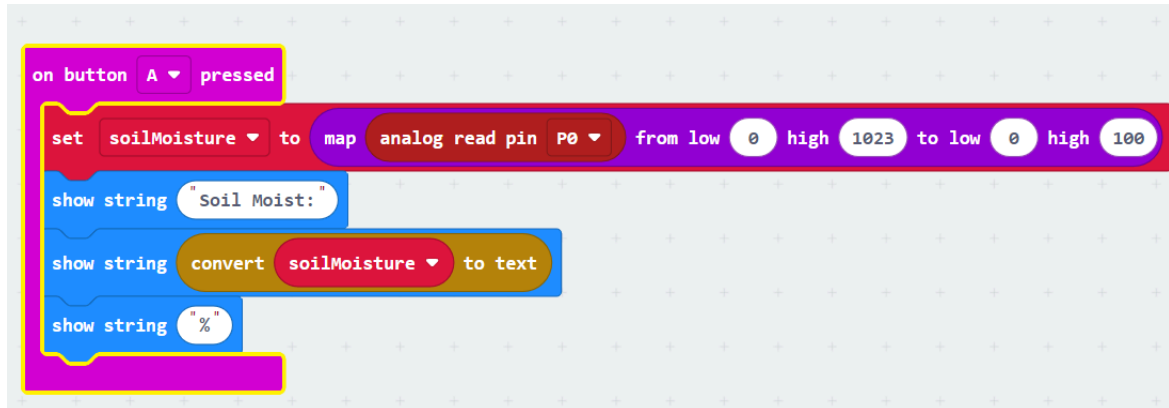 on button A pressed
set soilMoisture to map analog read pin P0 from low 0 high 1023 to low 0 high 100
show string "Soil Moist:"
show string convert soilMoisture to text
show string "%"